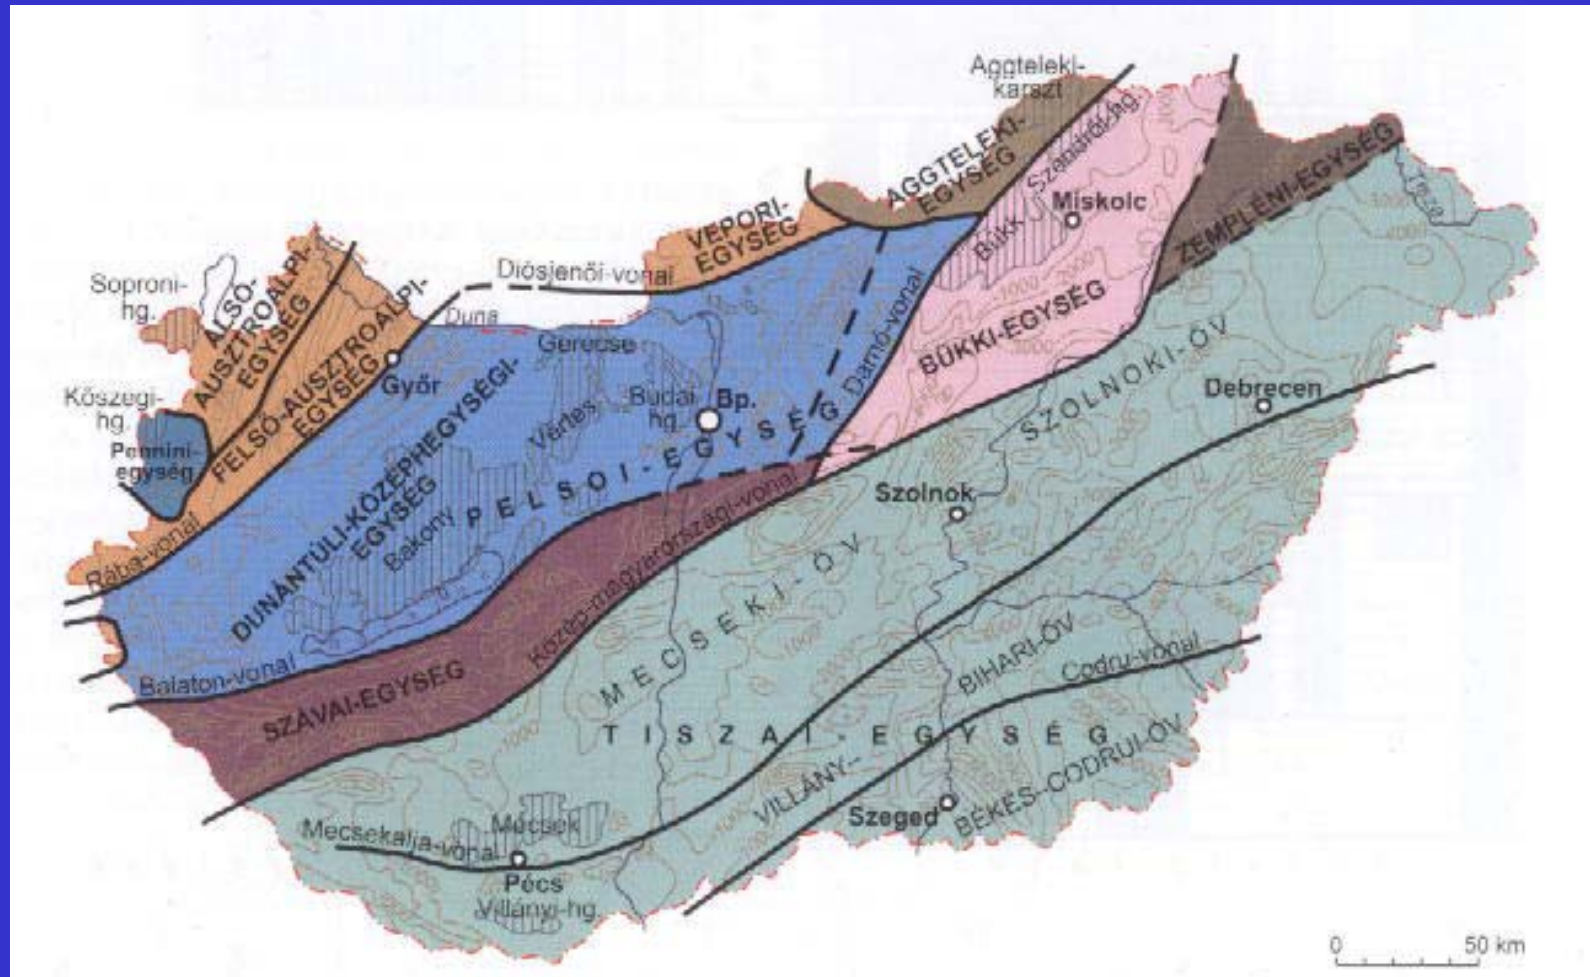 Aggteleki-
karszt
Szendrői-hg.
AGGTELEKI-
EGYSÉG
ZEMPLÉNI-EGYSÉG
Tisza
VEPORI-
EGYSÉG
Bükk
Miskolc
Diósjenői-vonal
Duna
Soproni-
hg.
ALSÓ-
AUSZTROALPI-
EGYSÉG
FELSŐ-AUSZTROALPI-
EGYSÉG
Győr
Gerecse
Darnó-vonal
BÜKKI-EGYSÉG
-1000
-2000
-3000
SZOLNOKI-ÖV
Debrecen
Kőszegi-
hg.
Pennini-
egység
Vértes
Budai
hg.
Bp.
DUNÁNTÚLI-KÖZÉPHEGYSÉGI-
EGYSÉG
Bakony
PELSOI-EGYSÉG
Szolnok
Rába-vonal
Közép-magyarországi-vonal
Balaton-vonal
SZÁVAI-EGYSÉG
MECSEKI-ÖV
BIHARI-ÖV
Codru-vonal
TISZAI-EGYSÉG
VILLÁNY-
Szeged
BÉKÉS-CODRUI-ÖV
Mecsekalja-vonal
Mecsek
Pécs
Villányi-hg.
0 50 km